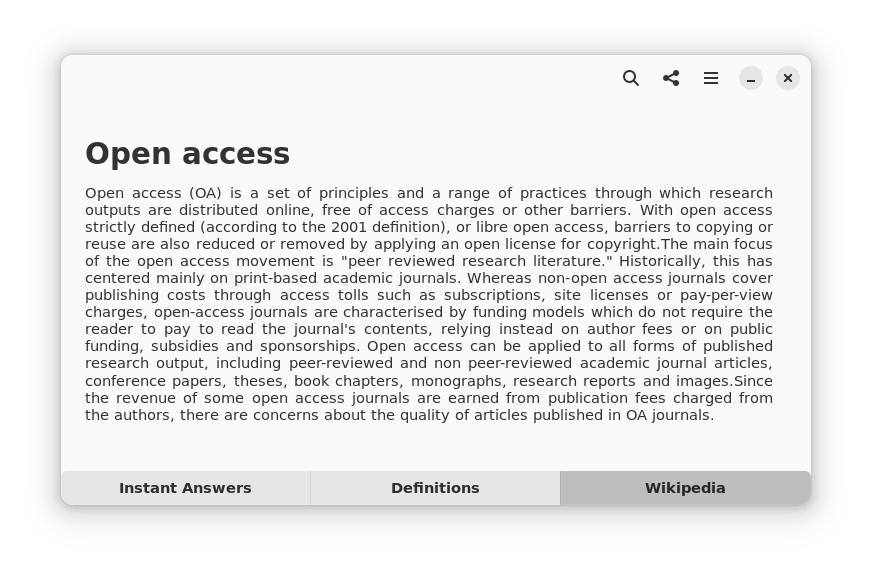 Open access
Open access (OA) is a set of principles and a range of practices through which research
outputs are distributed online, free of access charges or other barriers. With open access
strictly defined (according to the 2001 definition), or libre open access, barriers to copying or
reuse are also reduced or removed by applying an open license for copyright.The main focus
of the open access movement is "peer reviewed research literature." Historically, this has
centered mainly on print-based academic journals. Whereas non-open access journals cover
publishing costs through access tolls such as subscriptions, site licenses or pay-per-view
charges, open-access journals are characterised by funding models which do not require the
reader to pay to read the journal's contents, relying instead on author fees or on public
funding, subsidies and sponsorships. Open access can be applied to all forms of published
research output, including peer-reviewed and non peer-reviewed academic journal articles,
conference papers, theses, book chapters, monographs, research reports and images.Since
the revenue of some open access journals are earned from publication fees charged from
the authors, there are concerns about the quality of articles published in OA journals.
Instant Answers
Definitions
Wikipedia